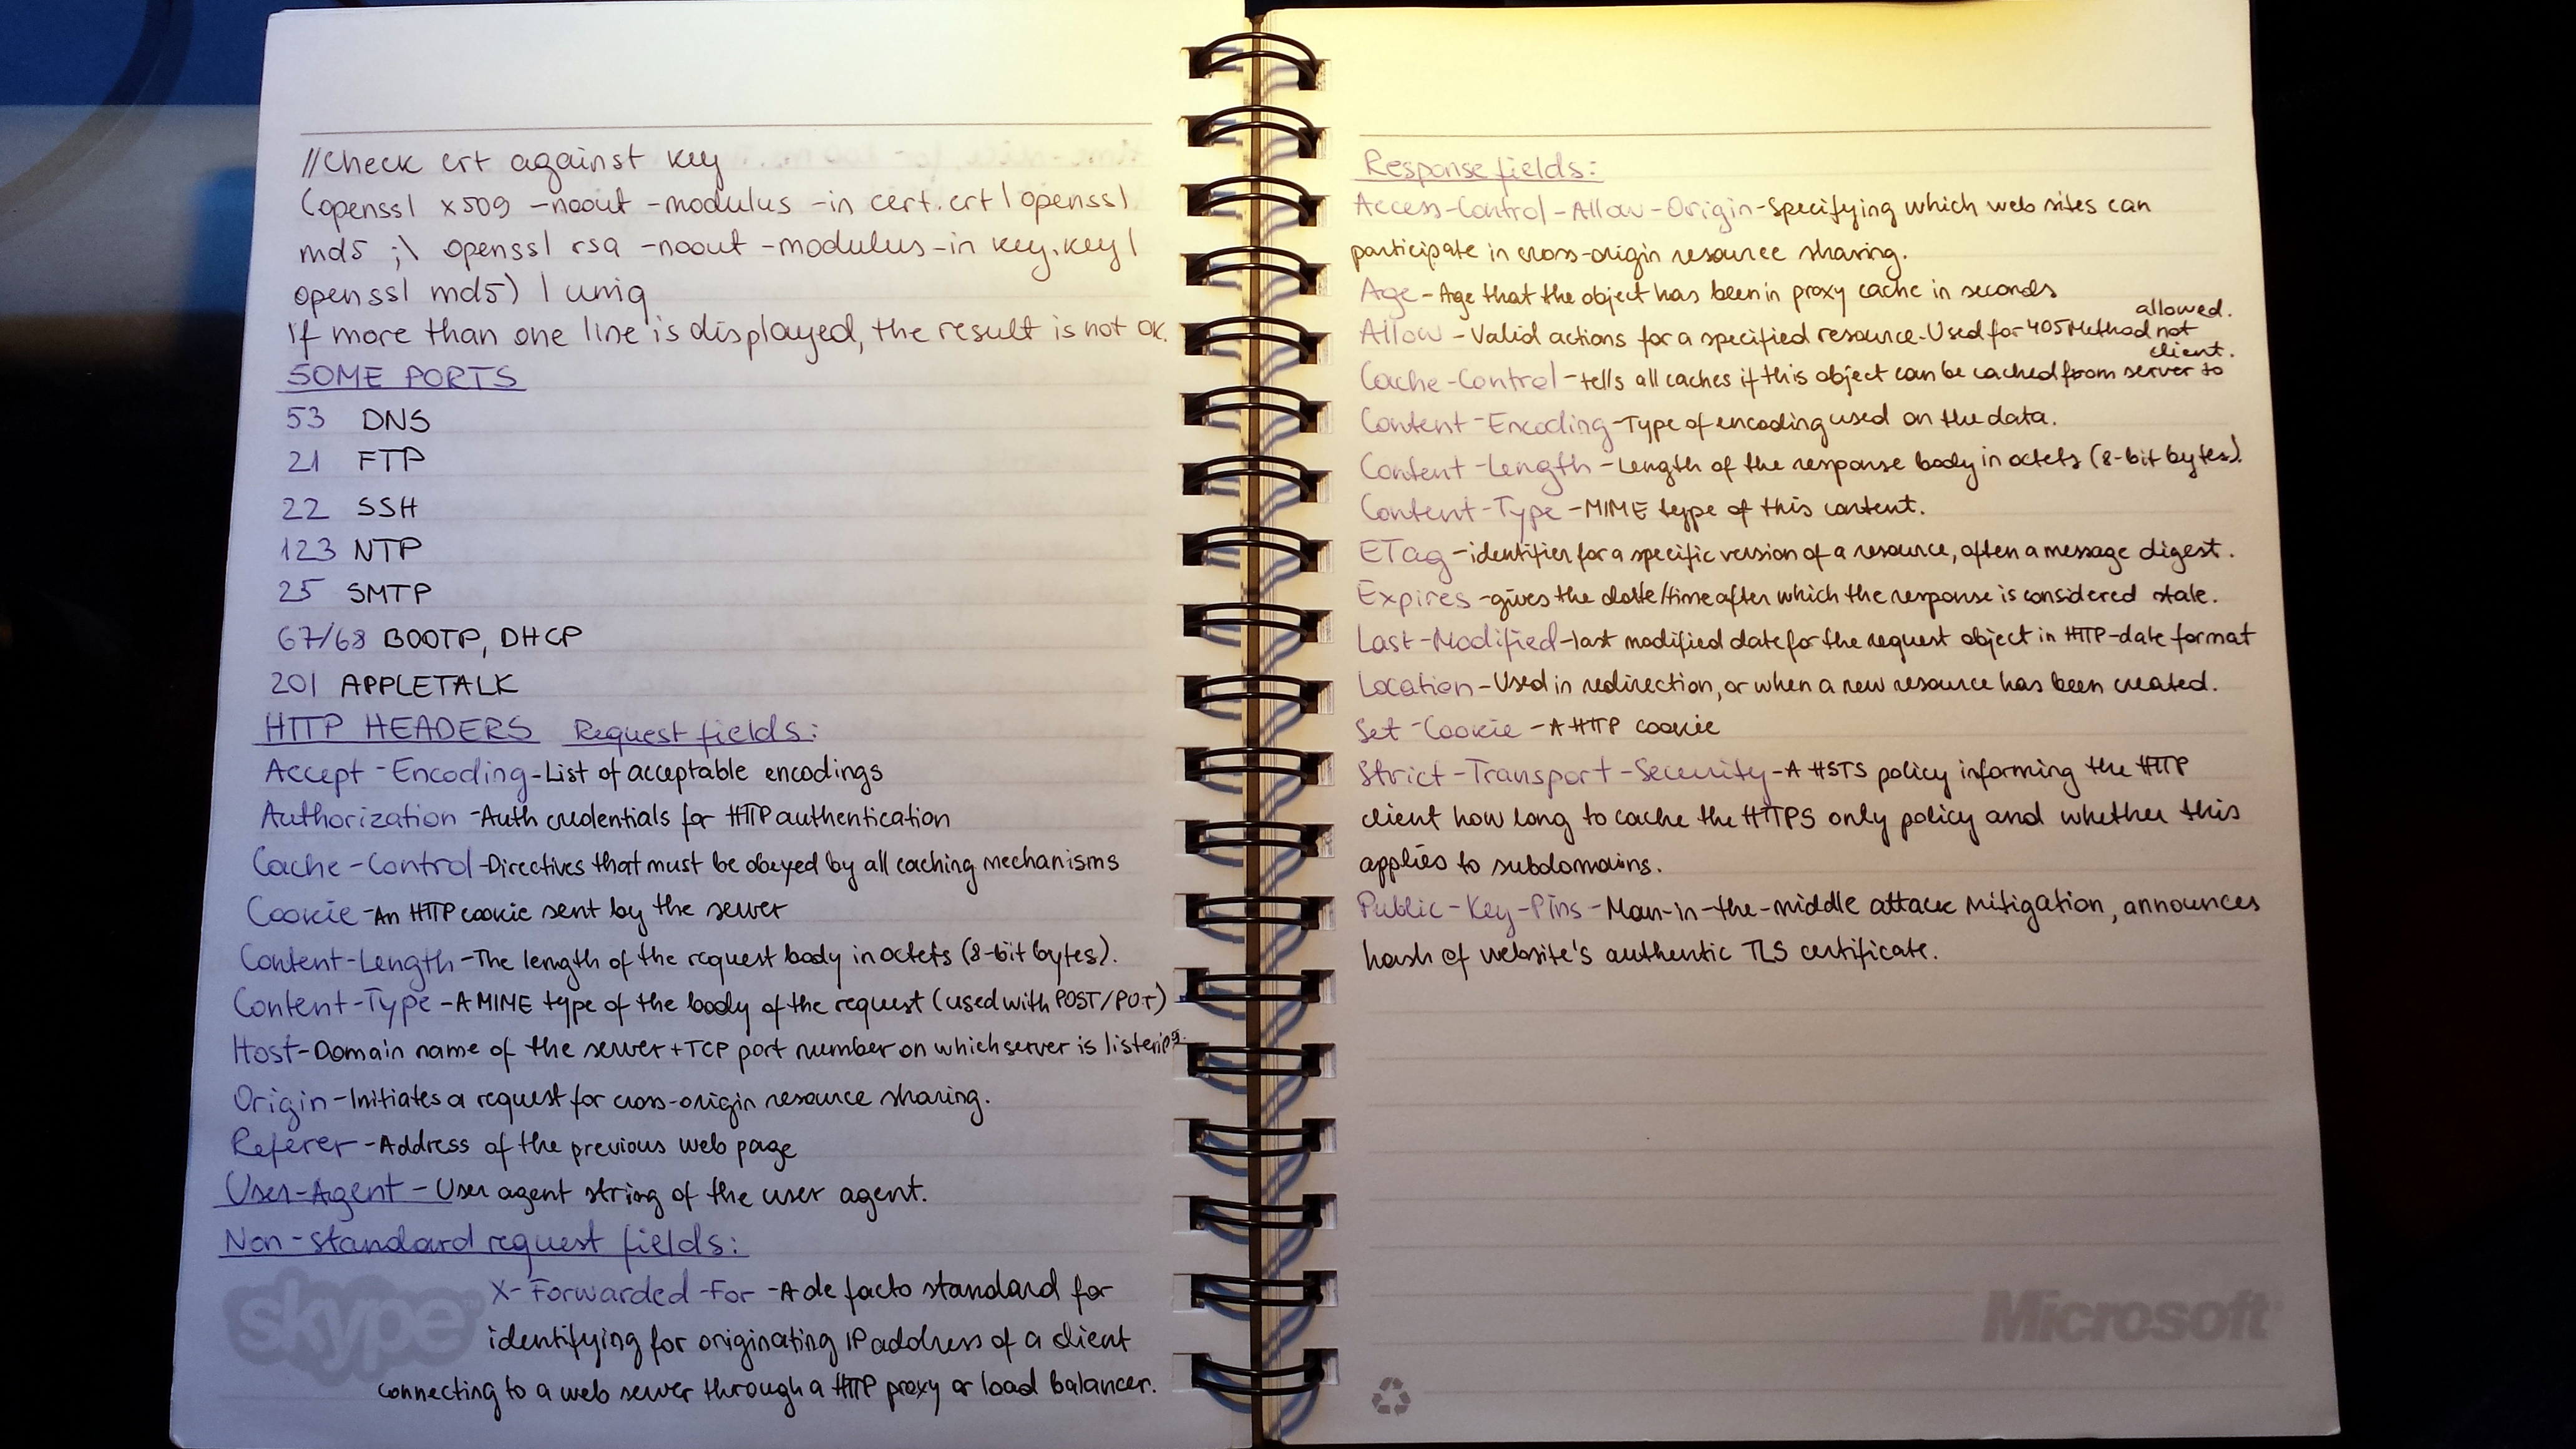 //Check crt against key
(openssl x509 -noout -modulus -in cert.crt | openssl
md5 ;\ openssl rsa -noout -modulus -in key.key |
openssl md5) | uniq
If more than one line is displayed, the result is not ok.
SOME PORTS
53 DNS
21 FTP
22 SSH
123 NTP
25 SMTP
67/68 BOOTP, DHCP
201 APPLETALK
HTTP HEADERS Request fields:
Accept-Encoding - List of acceptable encodings
Authorization - Auth credentials for HTTP authentication
Cache-Control - Directives that must be obeyed by all caching mechanisms
Cookie - An HTTP cookie sent by the server
Content-Length - The length of the request body in octets (8-bit bytes).
Content-Type - A MIME type of the body of the request (used with POST/PUT)
Host - Domain name of the server + TCP port number on which server is listening.
Origin - Initiates a request for cross-origin resource sharing.
Referer - Address of the previous web page
User-Agent - User agent string of the user agent.
Non-standard request fields:
X-Forwarded-For - A de facto standard for
identifying for originating IP address of a client
connecting to a web server through a HTTP proxy or load balancer.
skype™
Response fields:
Access-Control-Allow-Origin - Specifying which web sites can
participate in cross-origin resource sharing.
Age - Age that the object has been in proxy cache in seconds
Allow - Valid actions for a specified resource. Used for 405 Method not
allowed.
Cache-Control - tells all caches if this object can be cached from server to
client.
Content-Encoding - Type of encoding used on the data.
Content-Length - Length of the response body in octets (8-bit bytes).
Content-Type - MIME type of this content.
ETag - identifier for a specific version of a resource, often a message digest.
Expires - gives the date/time after which the response is considered stale.
Last-Modified - last modified date for the request object in HTTP-date format
Location - Used in redirection, or when a new resource has been created.
Set-Cookie - A HTTP cookie
Strict-Transport-Security - A HSTS policy informing the HTTP
client how long to cache the HTTPS only policy and whether this
applies to subdomains.
Public-Key-Pins - Man-in-the-middle attack mitigation, announces
hash of website's authentic TLS certificate.
Microsoft